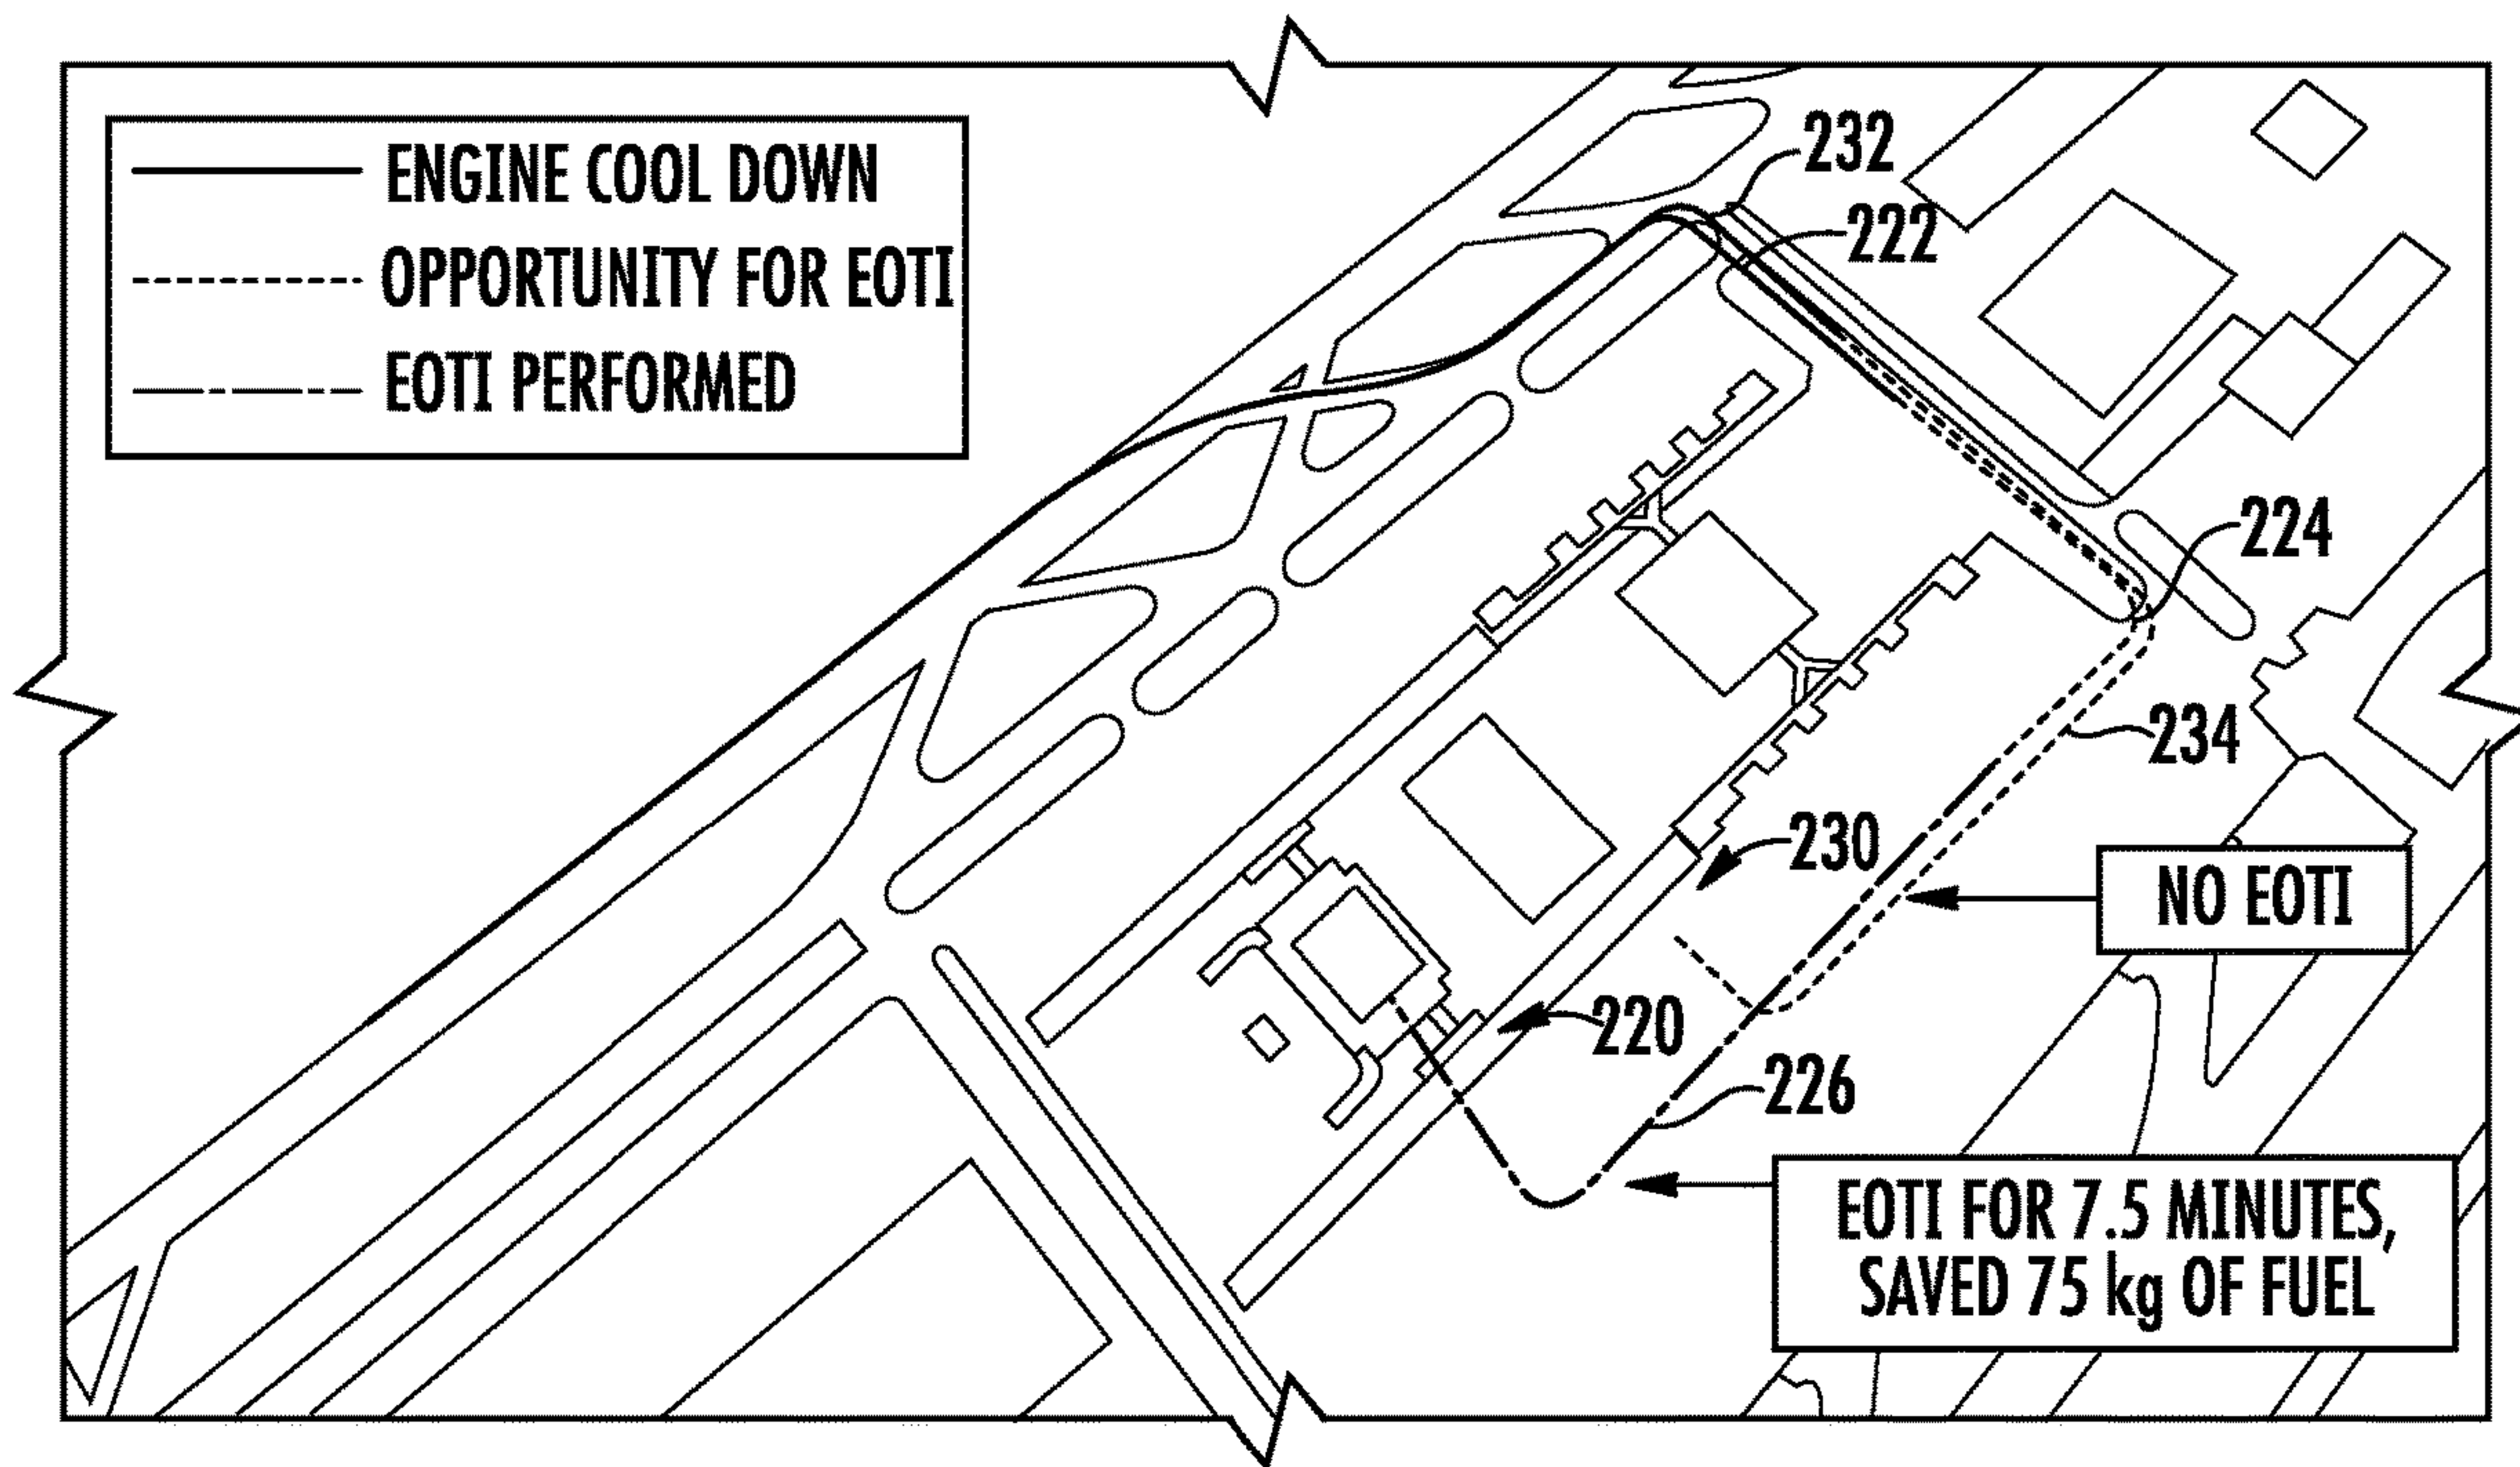 ENGINE COOL DOWN
OPPORTUNITY FOR EOTI
EOTI PERFORMED
232
222
224
234
230
NO EOTI
220
226
EOTI FOR 7.5 MINUTES,
SAVED 75 kg OF FUEL